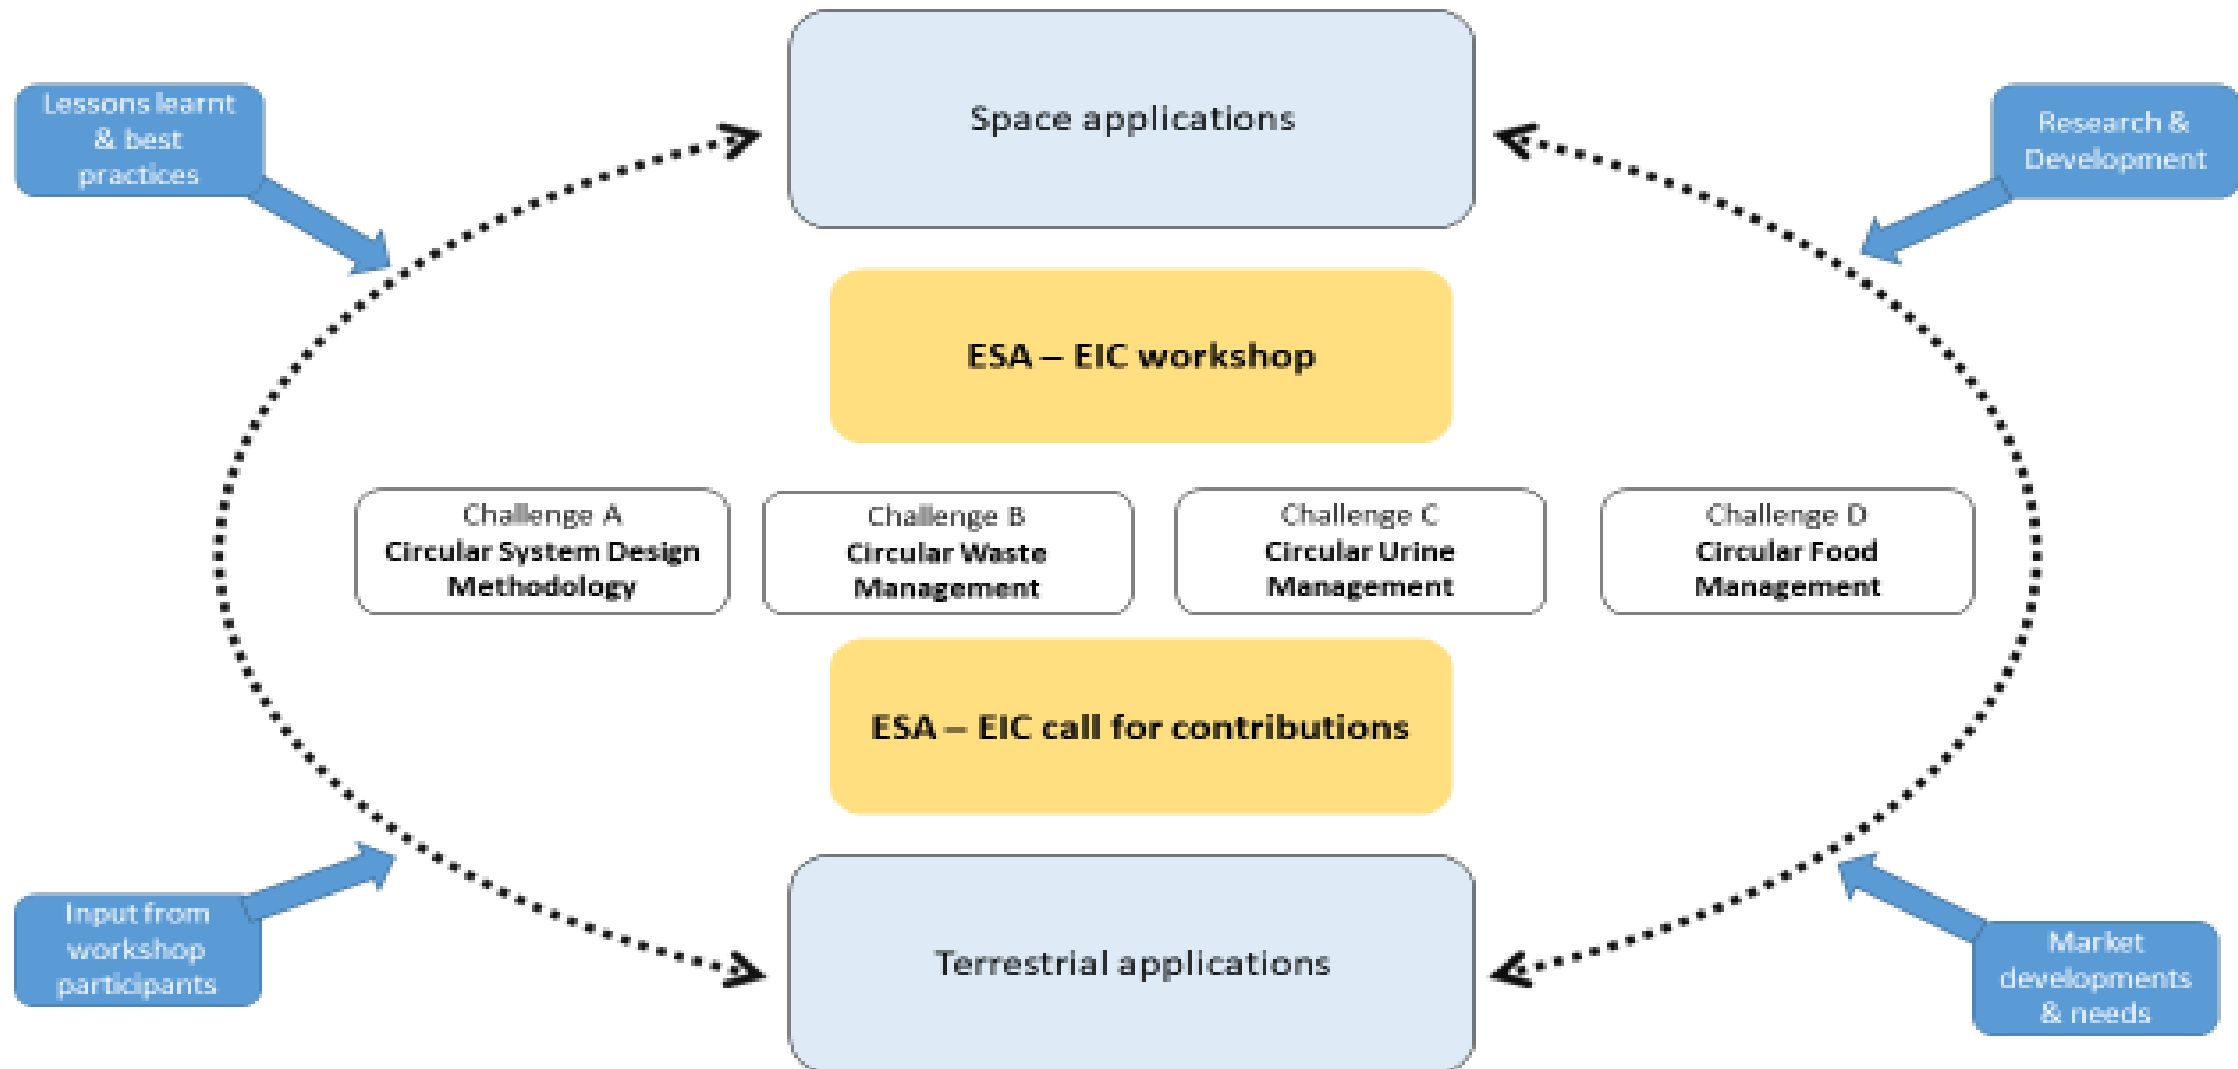 Lessons learnt
& best
practices
Space applications
Research &
Development
ESA – EIC workshop
Challenge A
Circular System Design
Methodology
Challenge B
Circular Waste
Management
Challenge C
Circular Urine
Management
Challenge D
Circular Food
Management
ESA – EIC call for contributions
Input from
workshop
participants
Terrestrial applications
Market
developments
& needs